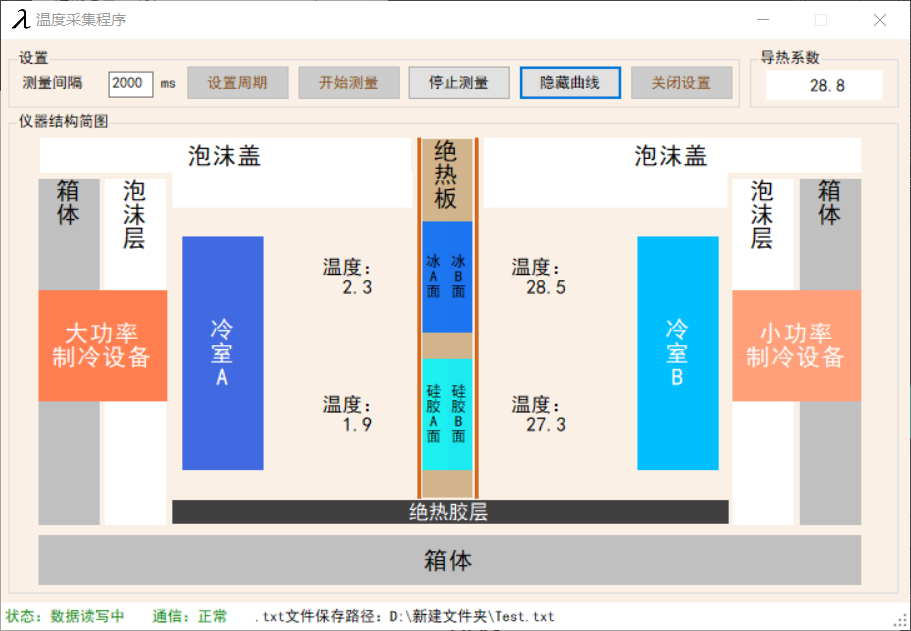 λ 温度采集程序
设置
测量间隔 2000 ms 设置周期 开始测量 停止测量 隐藏曲线 关闭设置
导热系数
28.8
仪器结构简图
泡沫盖
绝热板
泡沫盖
箱体
泡沫层
泡沫层
箱体
温度:
2.3
冰A面
冰B面
温度:
28.5
大功率
制冷设备
冷室A
冷室B
小功率
制冷设备
温度:
1.9
硅胶A面
硅胶B面
温度:
27.3
绝热胶层
箱体
状态: 数据读写中 通信: 正常 .txt文件保存路径: D:\新建文件夹\Test.txt